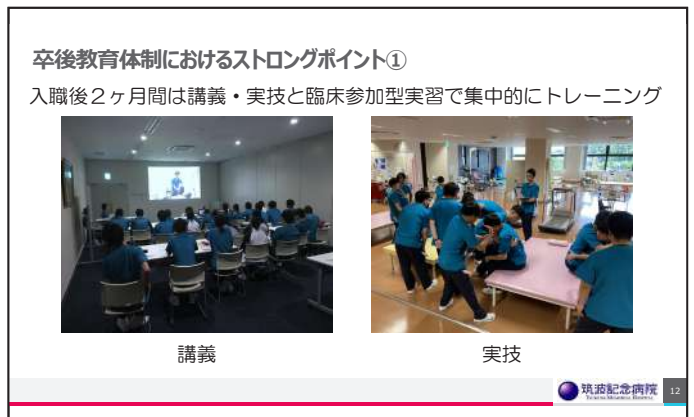 卒後教育体制におけるストロングポイント①
入職後２ヶ月間は講義・実技と臨床参加型実習で集中的にトレーニング
講義
実技
筑波記念病院
TSUKUBA MEMORIAL HOSPITAL
12